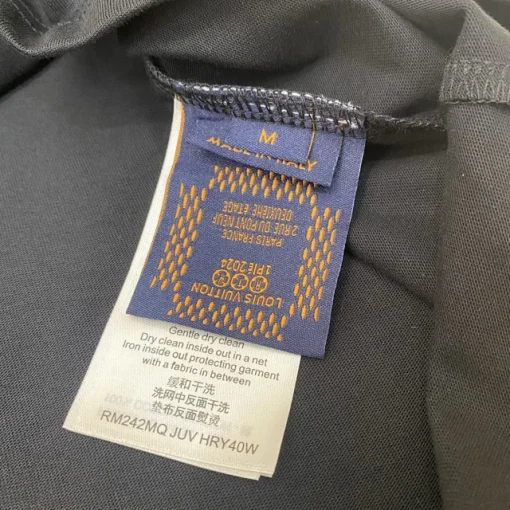 M
MADE IN ITALY
LOUIS VUITTON
1PIE 2024
2 RUE DU PONT NEUF
DEUXIÈME ÉTAGE
PARIS FRANCE
Gentle dry clean
Dry clean inside out in a net
Iron inside out protecting garment
with a fabric in between
缓和干洗
洗网中反面干洗
垫布反面熨烫
RM242MQ JUV HRY40W